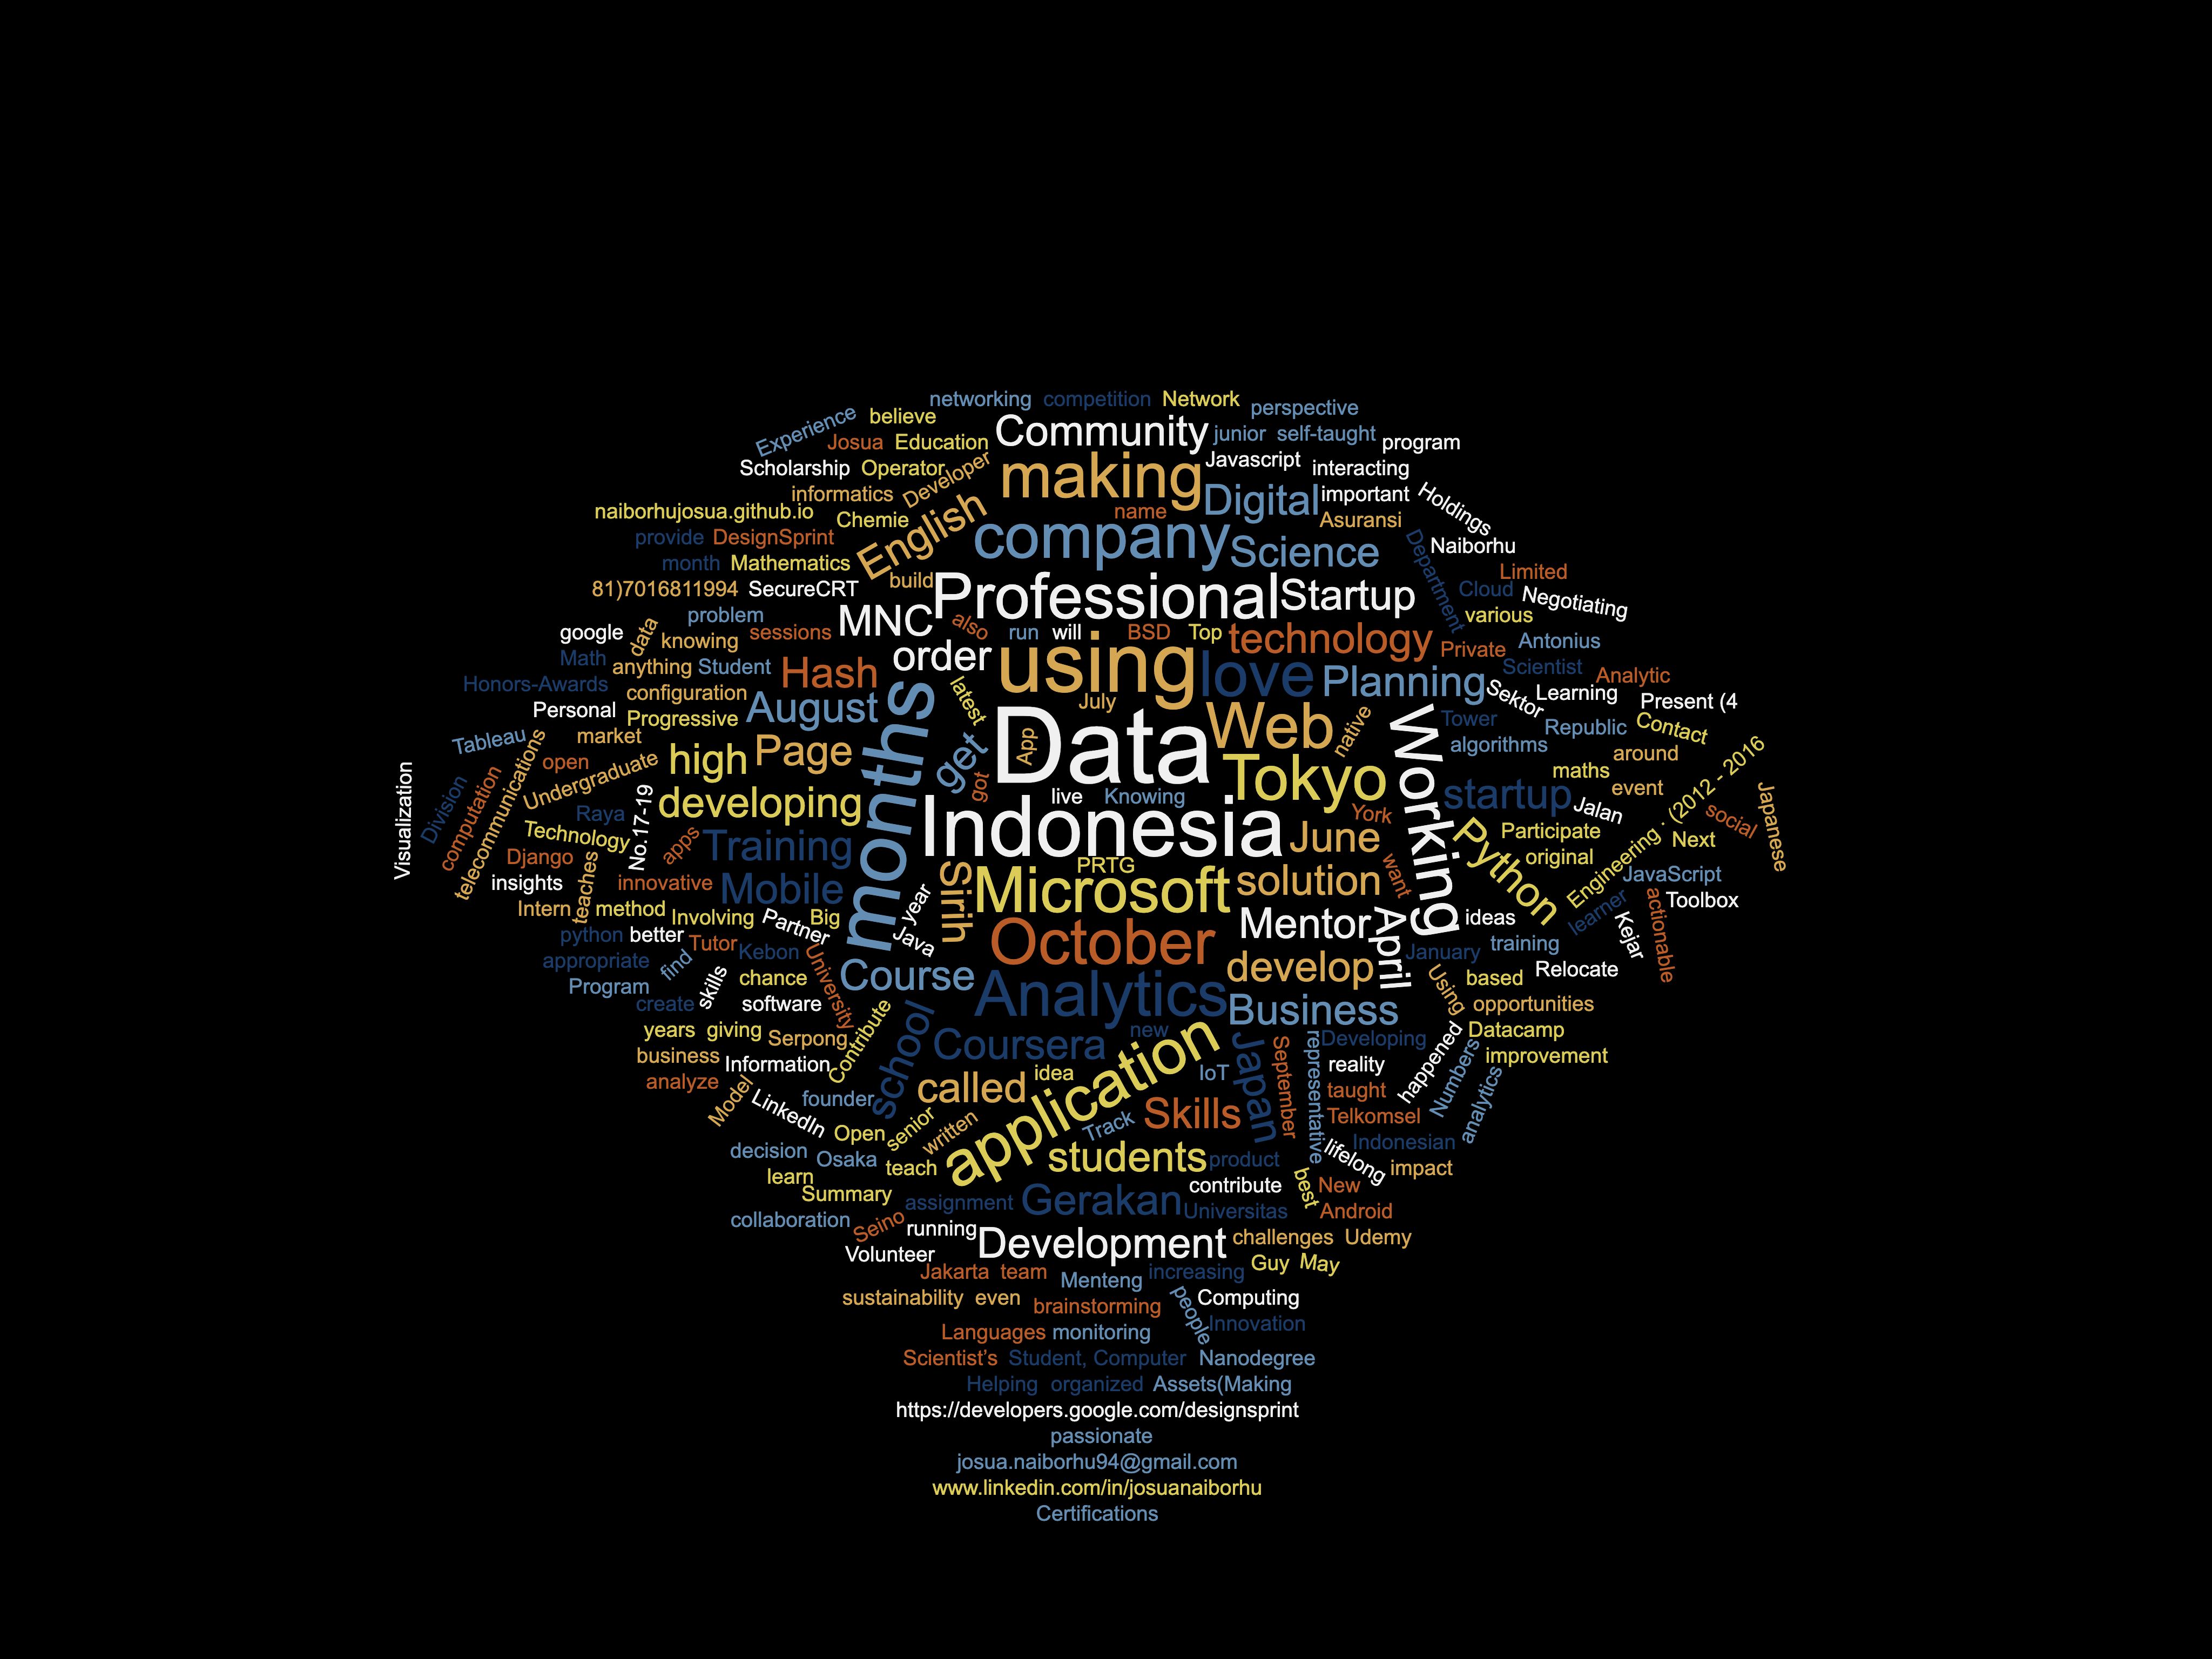 networking competition Network perspective
Experience believe Community junior self-taught program
Josua Education making Javascript interacting
Scholarship Operator Developer Digital important Holdings
informatics English name Asuransi
naiborhujosua.github.io Chemie company Science Department Naiborhu
provide DesignSprint
month Mathematics build Professional Startup Limited
81)7016811994 SecureCRT MNC Cloud Negotiating
problem also run will BSD Top technology various
google data knowing sessions order using love Private Antonius
Math anything Student Hash Planning Scientist Analytic
Honors-Awards configuration August months latest July Sektor Learning Present (4
Personal Progressive Data Web native Working Tower Republic Contact
Tableau market Page get App algorithms around
telecommunications open high Tokyo maths
Visualization Division computation Undergraduate developing got live Knowing startup event Engineering · (2012 - 2016
Raya No.17-19 Indonesia York Jalan social Japanese
Technology apps Training June Python Participate Next
Django teaches Sirih PRTG want original
insights innovative Mobile Microsoft solution JavaScript
Intern method Involving Partner Big year Mentor April ideas learner Kejar actionable Toolbox
python better Tutor Kebon University Java October January training
appropriate find skills chance Course develop Using based Relocate
Program software Analytics opportunities
create Contribute school Business
years giving Serpong Coursera new application Japan September representative Developing happened Datacamp
business Information called idea IoT reality Numbers analytics improvement
analyze Model founder taught
LinkedIn Open senior written Track Skills Telkomsel
decision Osaka teach students product lifelong Indonesian
learn contribute best impact
Summary assignment Gerakan Universitas New
collaboration Seino running Android
Volunteer Development challenges Udemy
Jakarta team Menteng increasing Guy May
sustainability even brainstorming people Computing
Languages monitoring Innovation
Scientist’s Student, Computer Nanodegree
Helping organized Assets(Making
https://developers.google.com/designsprint
passionate
josua.naiborhu94@gmail.com
www.linkedin.com/in/josuanaiborhu
Certifications